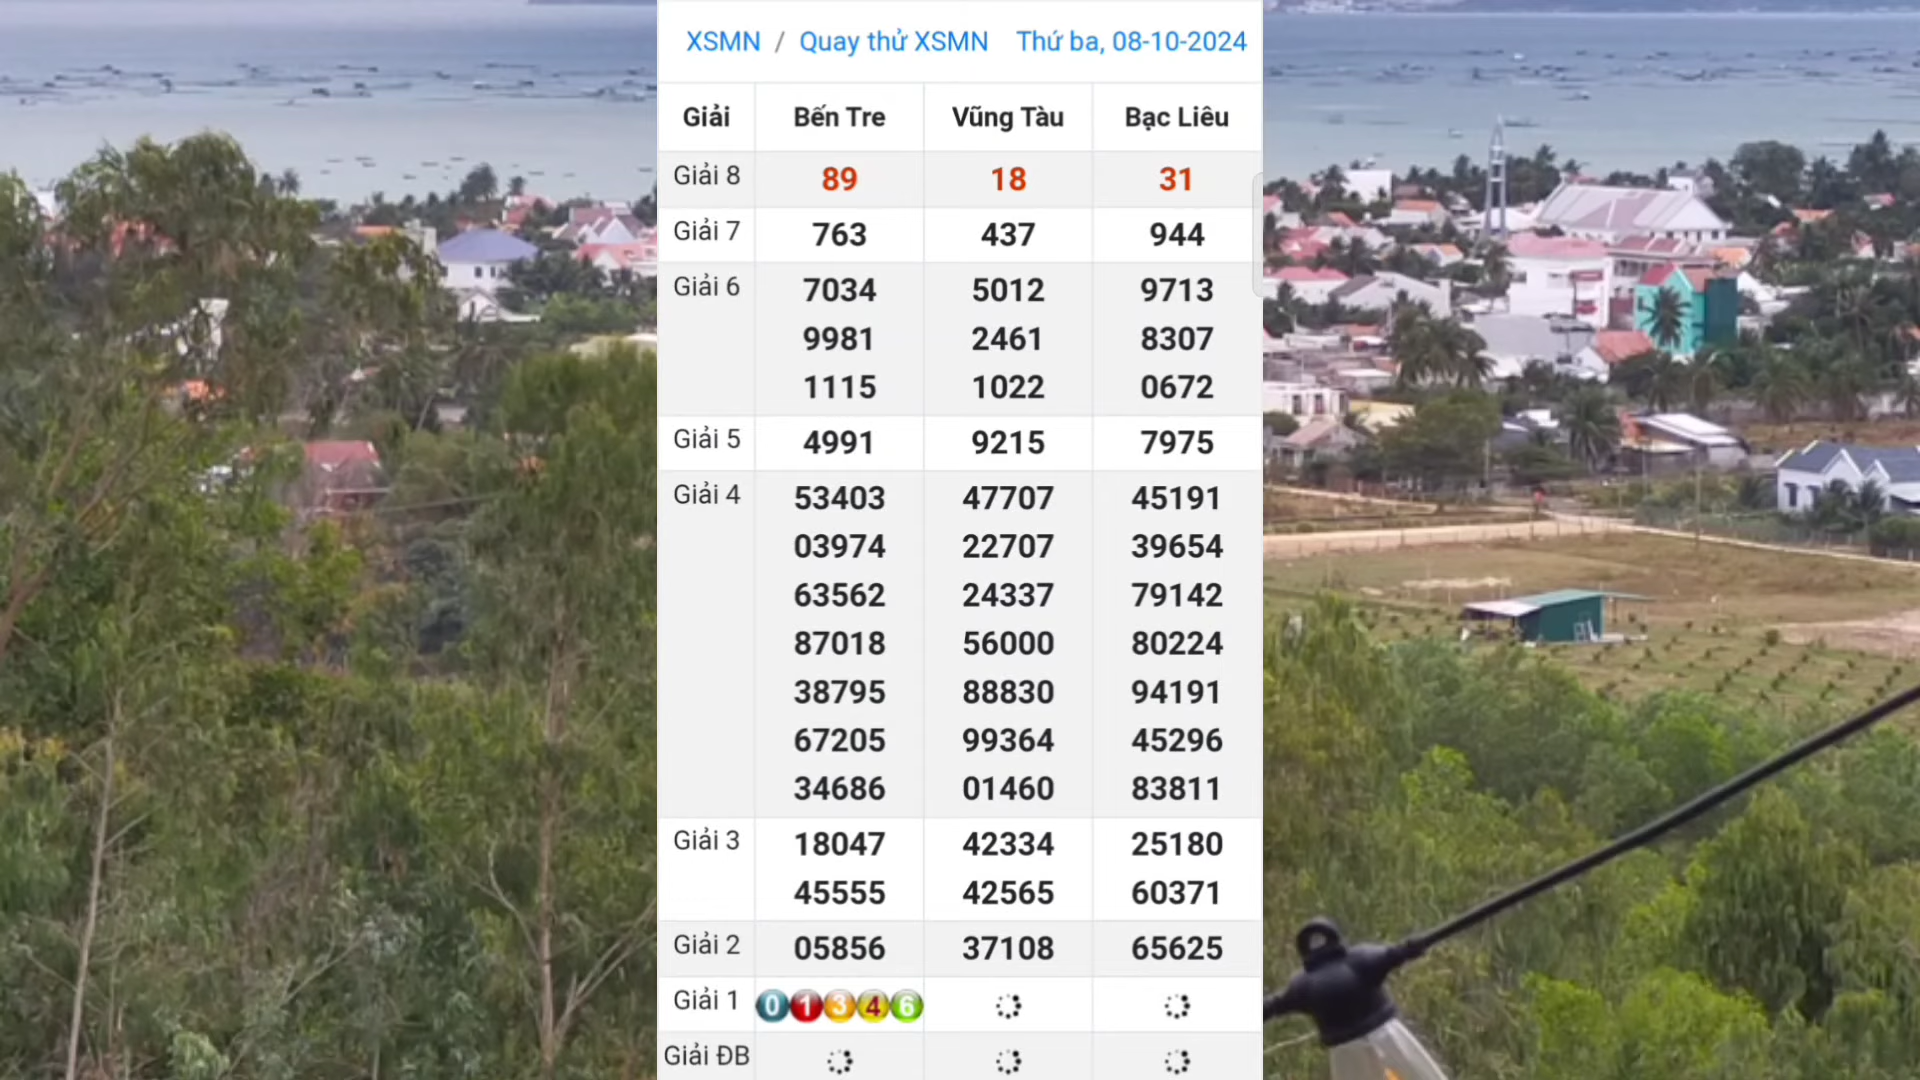 XSMN / Quay thử XSMN Thứ ba, 08-10-2024
Giải Bến Tre Vũng Tàu Bạc Liêu
Giải 8 89 18 31
Giải 7 763 437 944
Giải 6 7034 5012 9713
9981 2461 8307
1115 1022 0672
Giải 5 4991 9215 7975
Giải 4 53403 47707 45191
03974 22707 39654
63562 24337 79142
87018 56000 80224
38795 88830 94191
67205 99364 45296
34686 01460 83811
Giải 3 18047 42334 25180
45555 42565 60371
Giải 2 05856 37108 65625
Giải 1 0 1 3 4 6
Giải ĐB